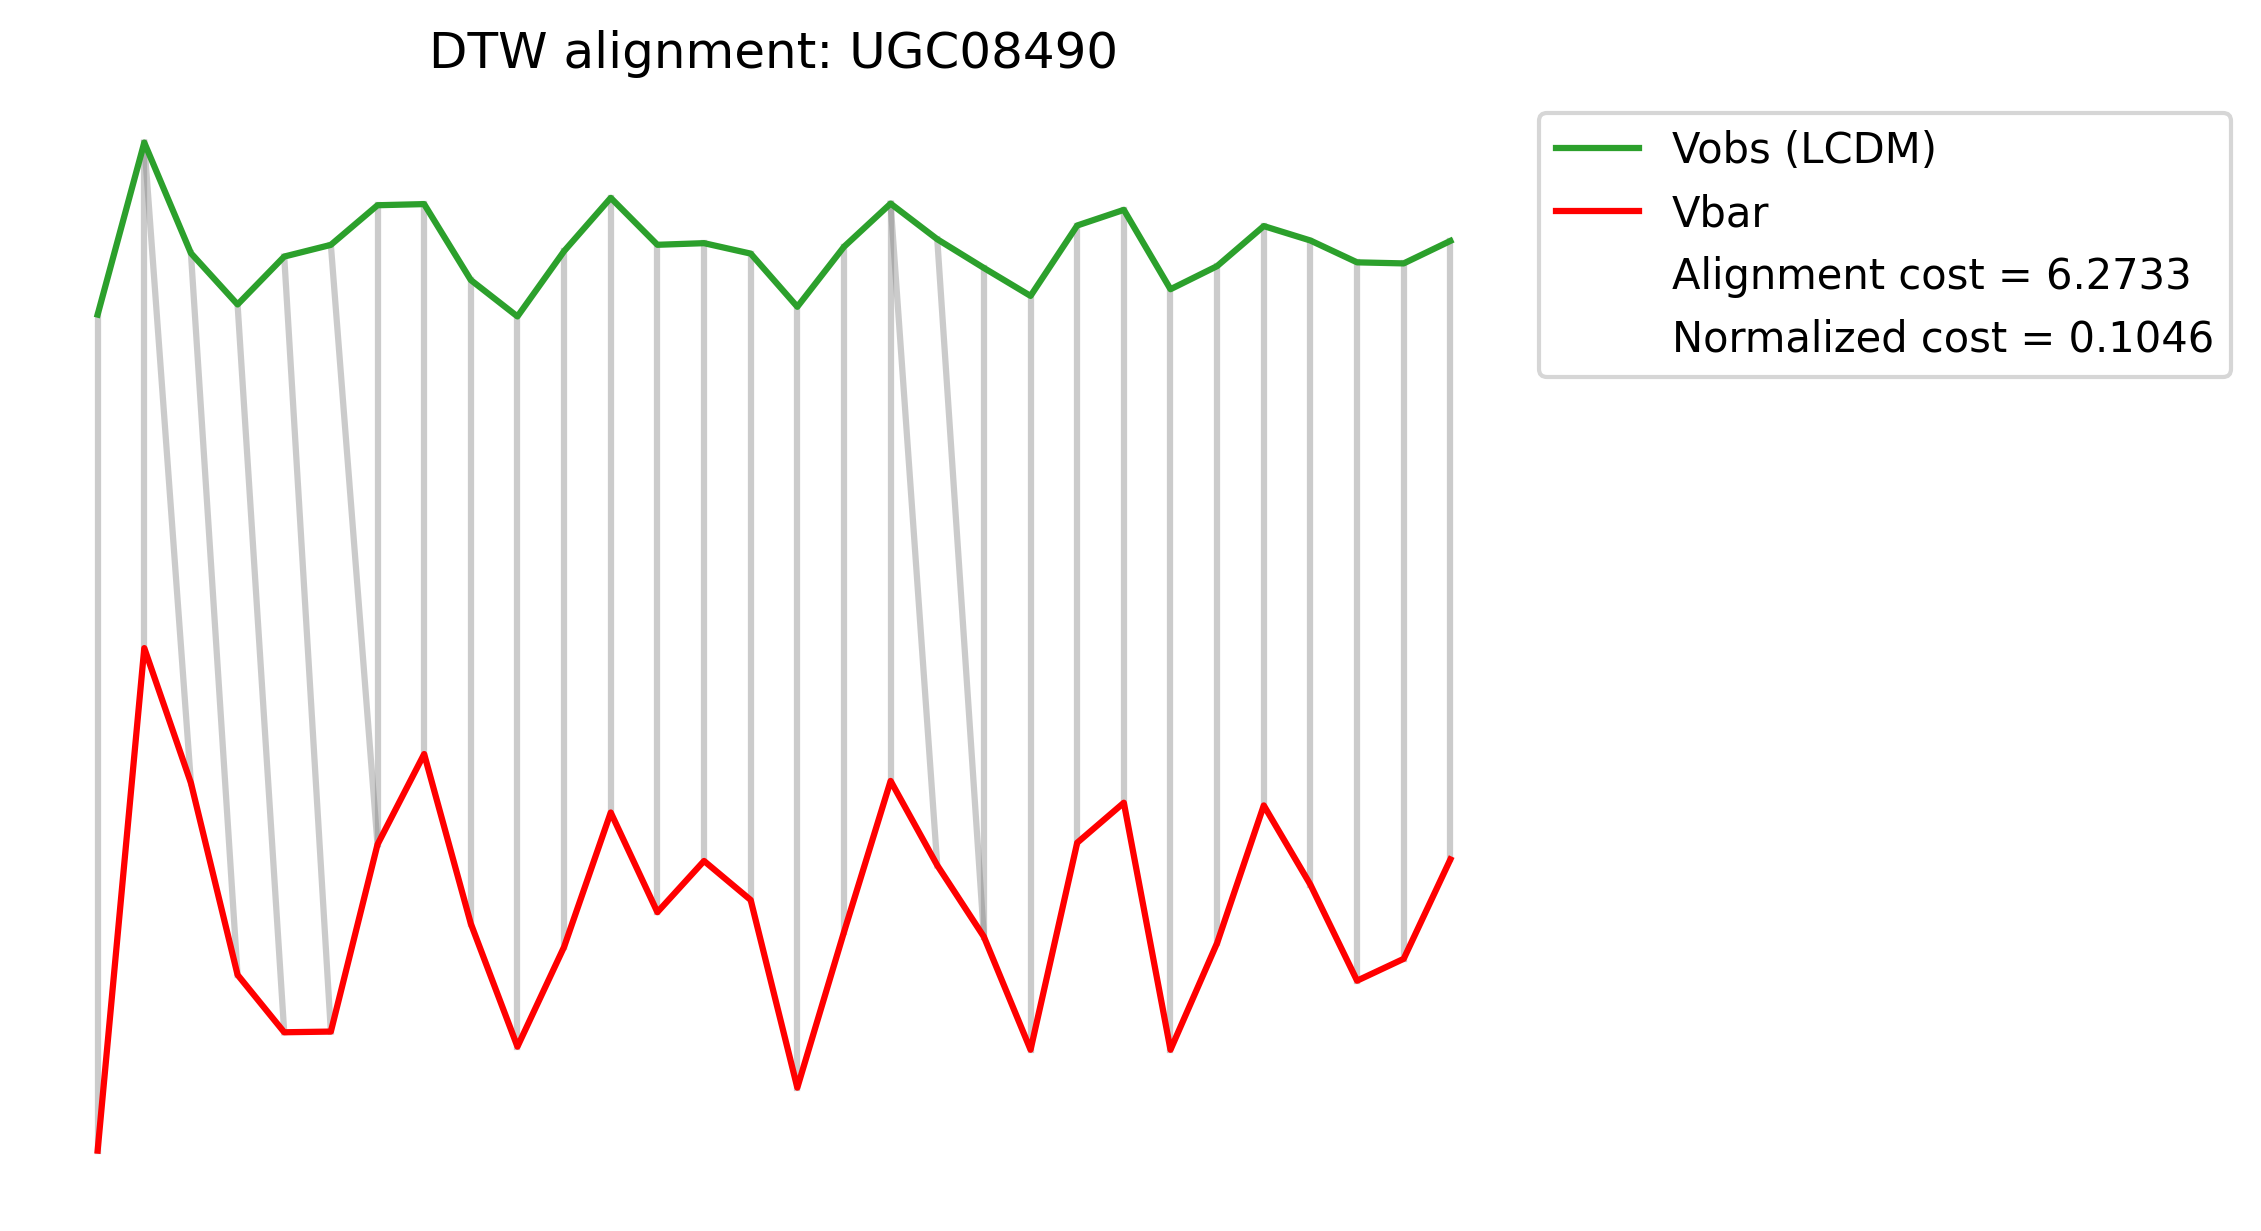 DTW alignment: UGC08490
Vobs (LCDM)
Vbar
Alignment cost = 6.2733
Normalized cost = 0.1046